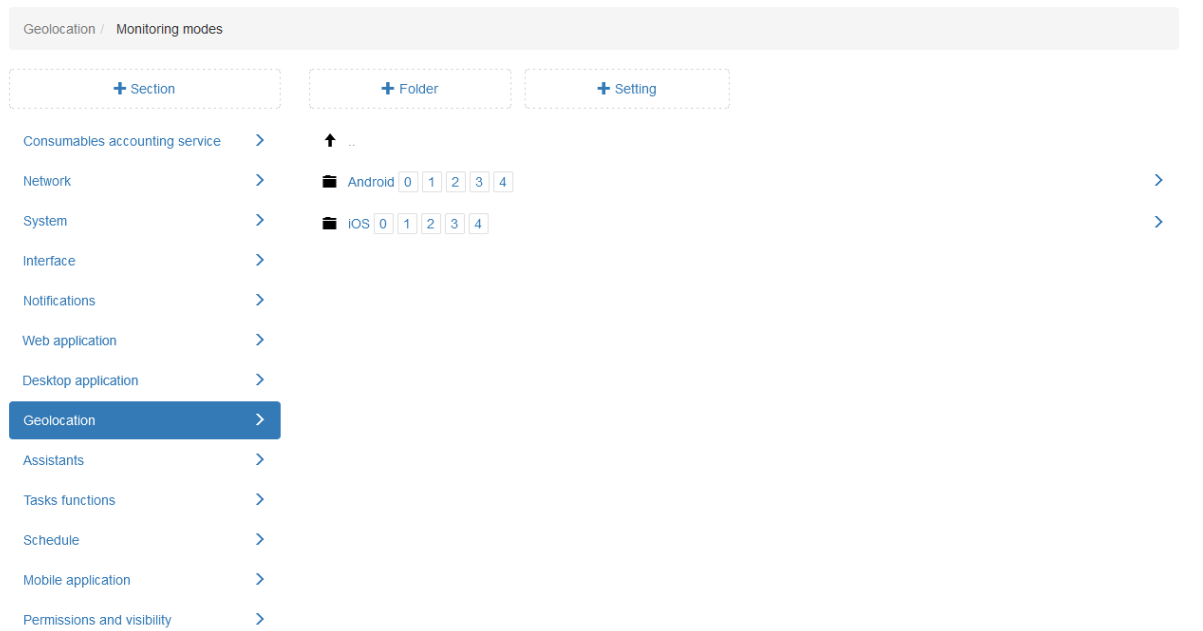 Geolocation / Monitoring modes
+ Section
+ Folder
+ Setting
Consumables accounting service
Network
System
Interface
Notifications
Web application
Desktop application
Geolocation
Assistants
Tasks functions
Schedule
Mobile application
Permissions and visibility
..
Android 0 1 2 3 4
iOS 0 1 2 3 4